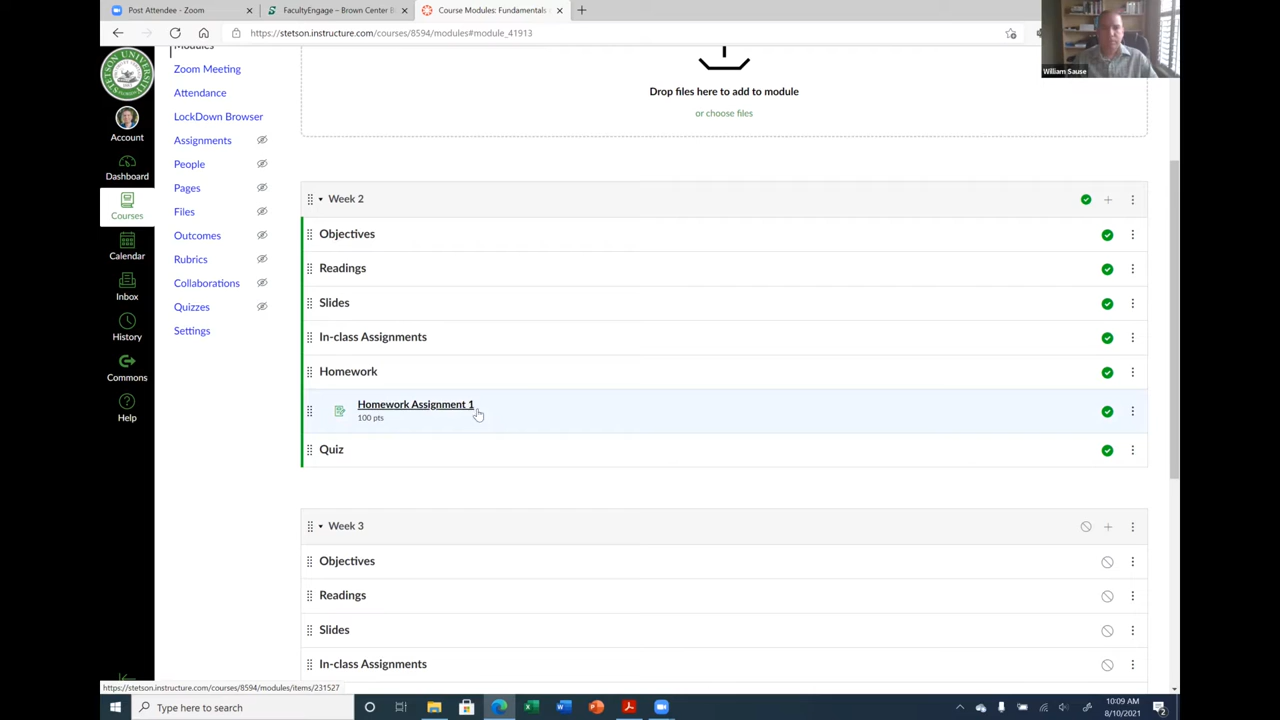 Post Attendee - Zoom
FacultyEngage – Brown Center
Course Modules: Fundamentals
https://stetson.instructure.com/courses/8594/modules#module_41913
William Sause
STETSON UNIVERSITY
Account
Dashboard
Courses
Calendar
Inbox
History
Commons
Help
Modules
Zoom Meeting
Attendance
LockDown Browser
Assignments
People
Pages
Files
Outcomes
Rubrics
Collaborations
Quizzes
Settings
Drop files here to add to module
or choose files
Week 2
Objectives
Readings
Slides
In-class Assignments
Homework
Homework Assignment 1
100 pts
Quiz
Week 3
Objectives
Readings
Slides
In-class Assignments
https://stetson.instructure.com/courses/8594/modules/items/231527
Type here to search
10:09 AM
8/10/2021
2